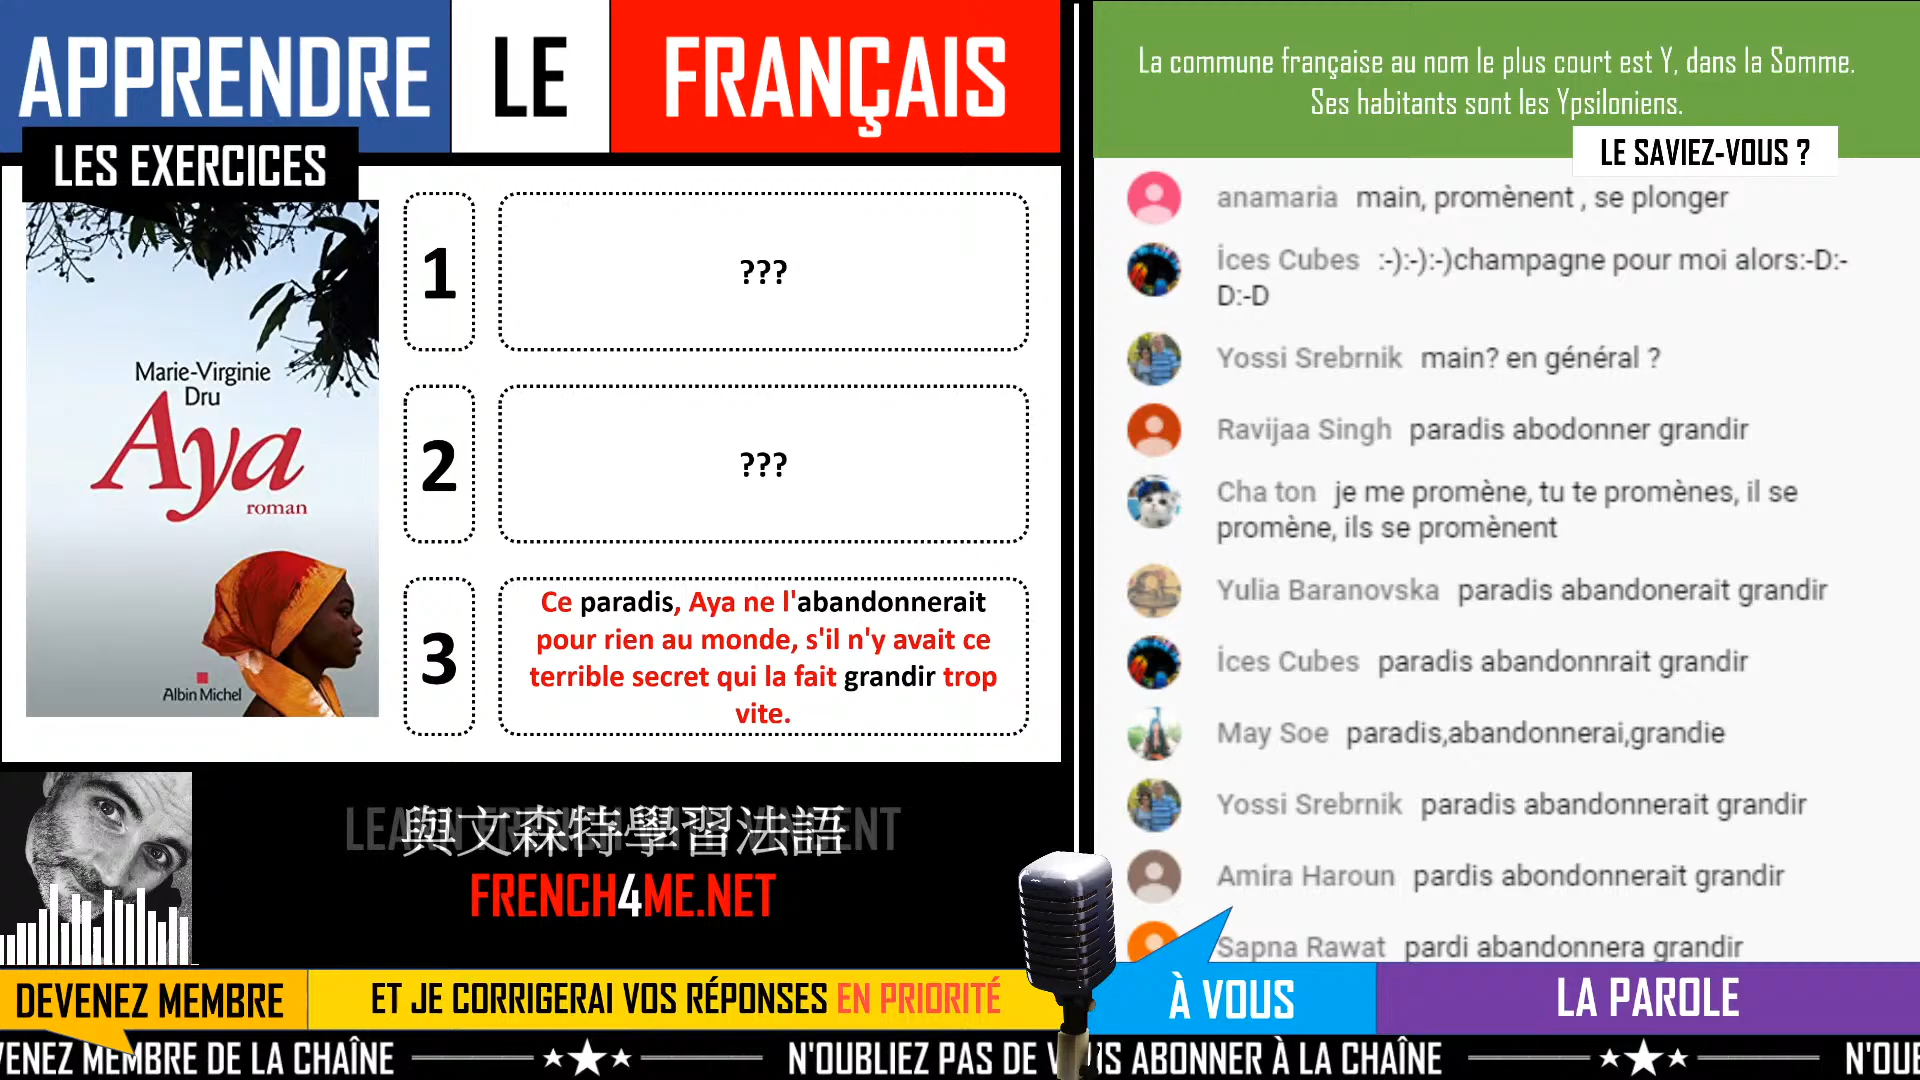 APPRENDRE LE FRANÇAIS
LES EXERCICES
Marie-Virginie
Dru
Aya
roman
Albin Michel
1
???
2
???
3
Ce paradis, Aya ne l'abandonnerait
pour rien au monde, s'il n'y avait ce
terrible secret qui la fait grandir trop
vite.
與文森特學習法語
FRENCH4ME.NET
La commune française au nom le plus court est Y, dans la Somme.
Ses habitants sont les Ypsiloniens.
LE SAVIEZ-VOUS ?
anamaria main, promènent , se plonger
İces Cubes :-):-):-)champagne pour moi alors:-D:-
D:-D
Yossi Srebrnik main? en général ?
Ravijaa Singh paradis abodonner grandir
Cha ton je me promène, tu te promènes, il se
promène, ils se promènent
Yulia Baranovska paradis abandonerait grandir
İces Cubes paradis abandonnrait grandir
May Soe paradis,abandonnerai,grandie
Yossi Srebrnik paradis abandonnerait grandir
Amira Haroun pardis abondonnerait grandir
Sapna Rawat pardi abandonnera grandir
DEVENEZ MEMBRE
ET JE CORRIGERAI VOS RÉPONSES EN PRIORITÉ
À VOUS
LA PAROLE
VENEZ MEMBRE DE LA CHAÎNE
N'OUBLIEZ PAS DE ABONNER À LA CHAÎNE